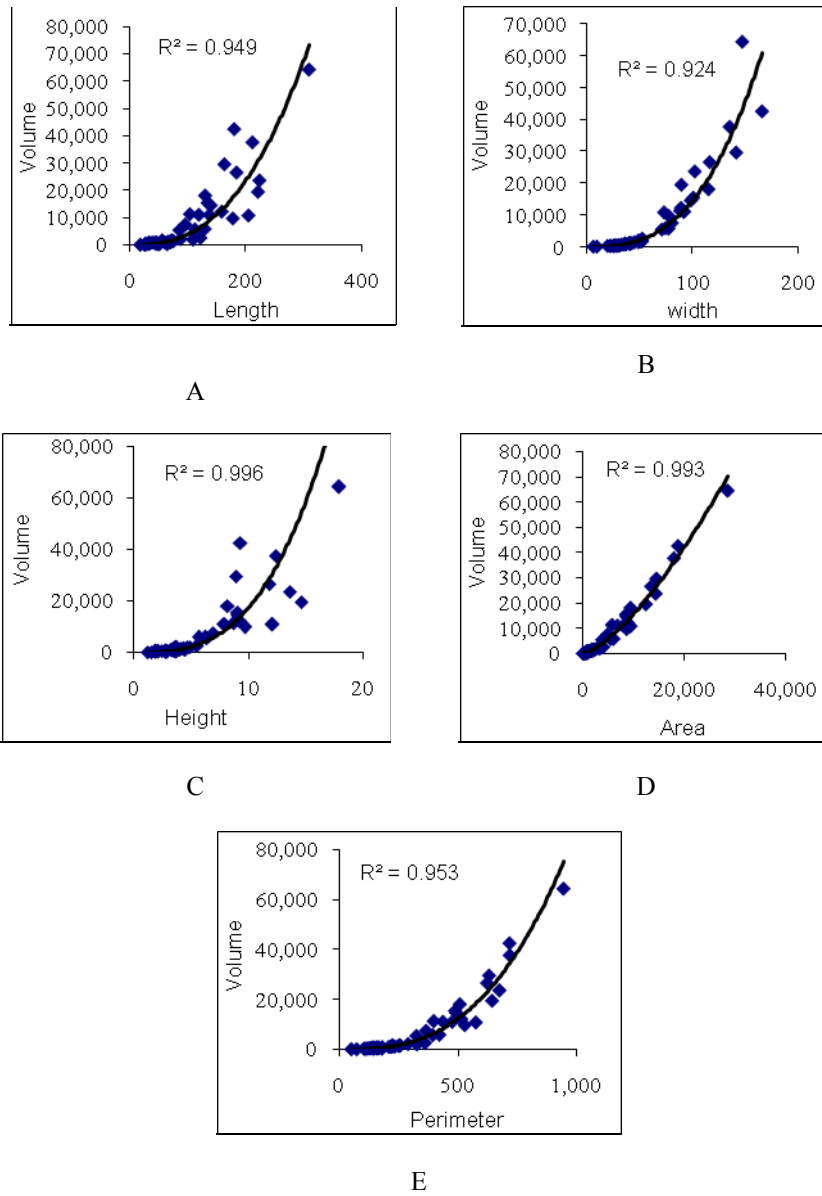 80,000
70,000
60,000
50,000
40,000
30,000
20,000
10,000
0
R² = 0.949
Volume
0 200 400
Length
A
70,000
60,000
50,000
40,000
30,000
20,000
10,000
0
R² = 0.924
Volume
0 100 200
width
B
80,000
60,000
40,000
20,000
0
R² = 0.996
Volume
0 10 20
Height
C
80,000
70,000
60,000
50,000
40,000
30,000
20,000
10,000
0
R² = 0.993
Volume
0 20,000 40,000
Area
D
80,000
60,000
40,000
20,000
0
R² = 0.953
Volume
0 500 1,000
Perimeter
E